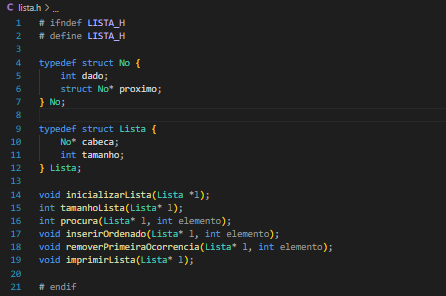 C lista.h > ...
1 # ifndef LISTA_H
2 # define LISTA_H
3
4 typedef struct No {
5     int dado;
6     struct No* proximo;
7 } No;
8
9 typedef struct Lista {
10     No* cabeca;
11     int tamanho;
12 } Lista;
13
14 void inicializarLista(Lista *l);
15 int tamanhoLista(Lista* l);
16 int procura(Lista* l, int elemento);
17 void inserirOrdenado(Lista* l, int elemento);
18 void removerPrimeiraOcorrencia(Lista* l, int elemento);
19 void imprimirLista(Lista* l);
20
21 # endif